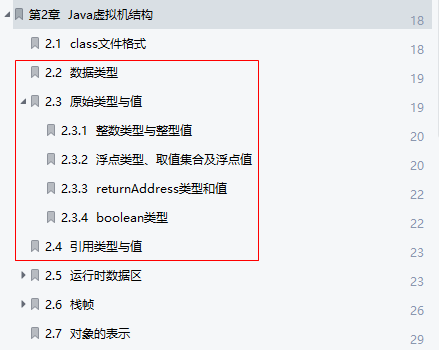 第2章 Java虚拟机结构 18
2.1 class文件格式 18
2.2 数据类型 19
2.3 原始类型与值 19
2.3.1 整数类型与整型值 20
2.3.2 浮点类型、取值集合及浮点值 20
2.3.3 returnAddress类型和值 22
2.3.4 boolean类型 22
2.4 引用类型与值 23
2.5 运行时数据区 23
2.6 栈帧 26
2.7 对象的表示 29